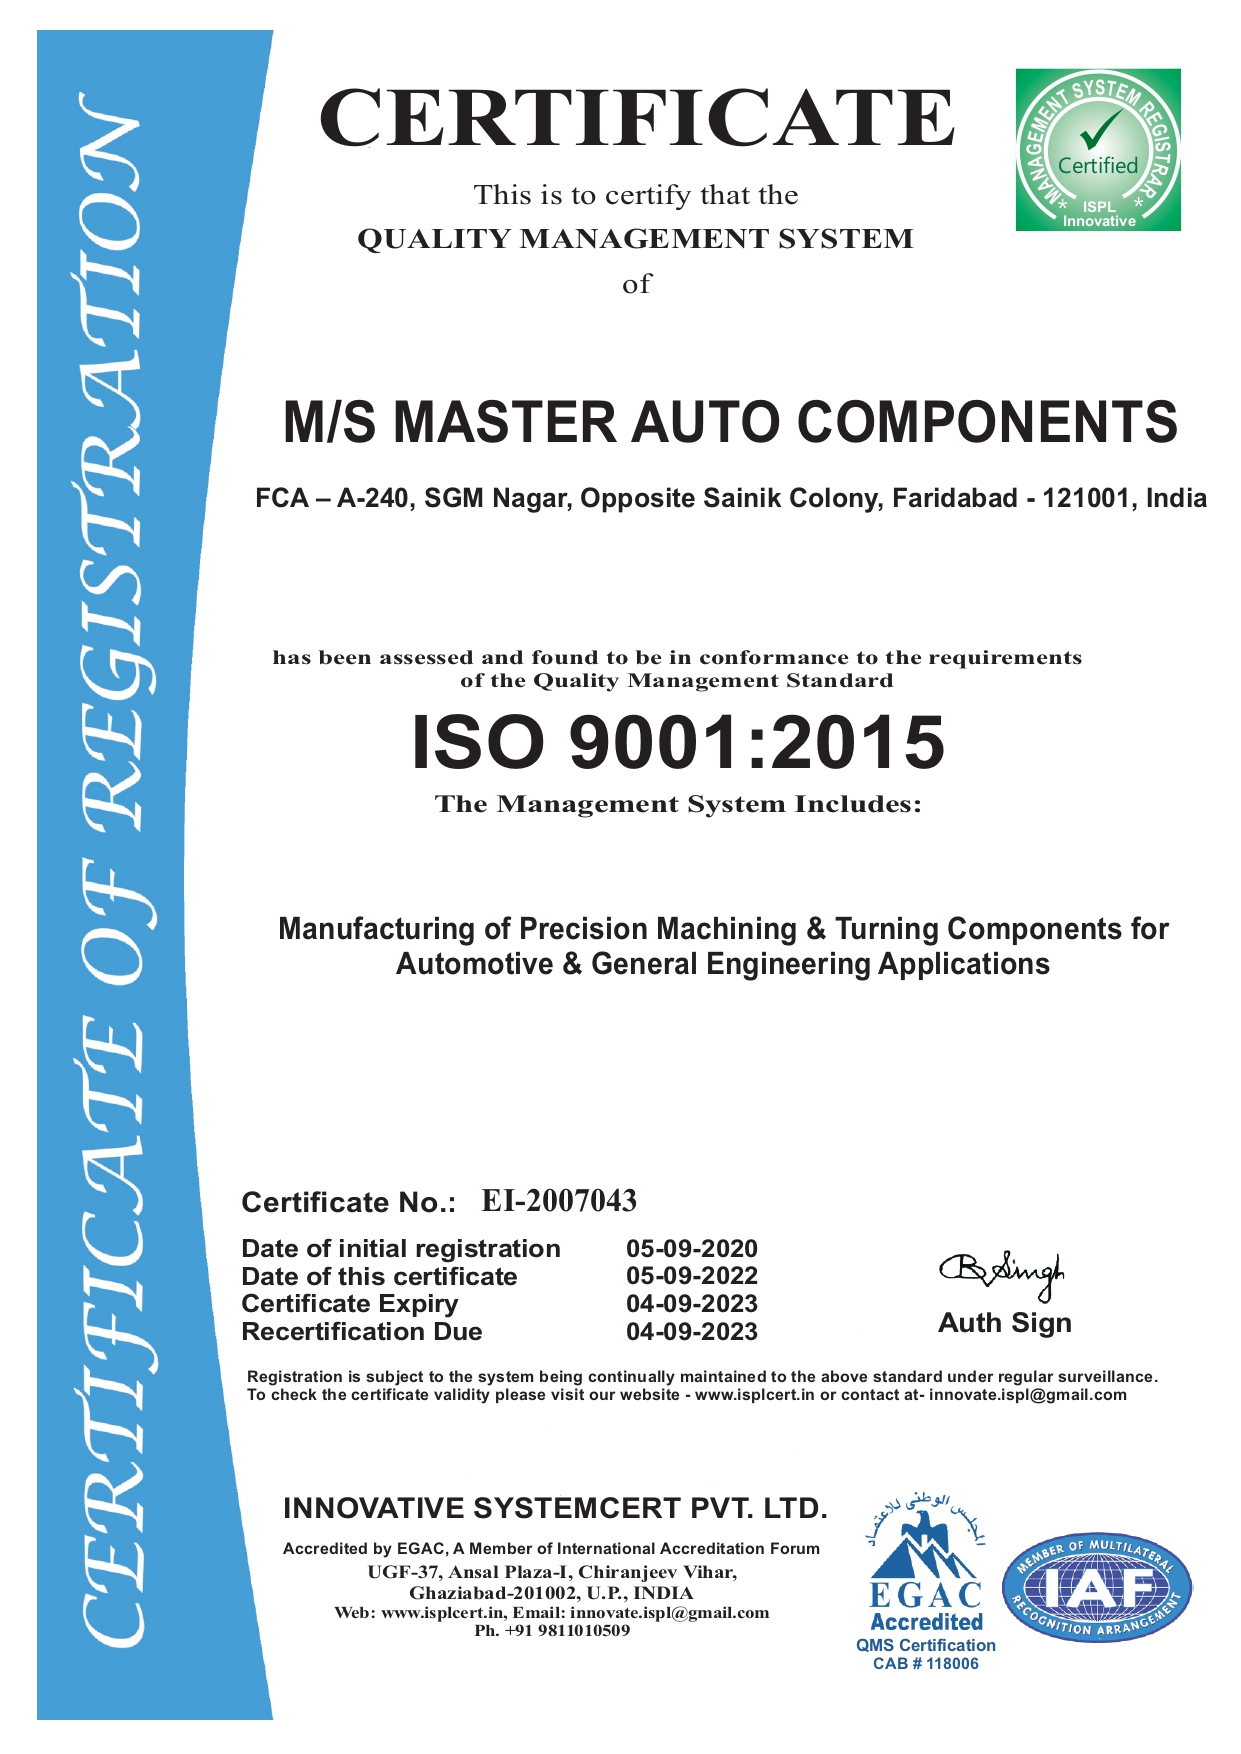 CERTIFICATE OF REGISTRATION
CERTIFICATE
This is to certify that the
QUALITY MANAGEMENT SYSTEM
of
MANAGEMENT SYSTEM REGISTRAR
Certified
* ISPL *
Innovative
M/S MASTER AUTO COMPONENTS
FCA – A-240, SGM Nagar, Opposite Sainik Colony, Faridabad - 121001, India
has been assessed and found to be in conformance to the requirements
of the Quality Management Standard
ISO 9001:2015
The Management System Includes:
Manufacturing of Precision Machining & Turning Components for
Automotive & General Engineering Applications
Certificate No.: EI-2007043
Date of initial registration 05-09-2020
Date of this certificate 05-09-2022
Certificate Expiry 04-09-2023
Recertification Due 04-09-2023
B Singh
Auth Sign
Registration is subject to the system being continually maintained to the above standard under regular surveillance.
To check the certificate validity please visit our website - www.isplcert.in or contact at- innovate.ispl@gmail.com
INNOVATIVE SYSTEMCERT PVT. LTD.
Accredited by EGAC, A Member of International Accreditation Forum
UGF-37, Ansal Plaza-I, Chiranjeev Vihar,
Ghaziabad-201002, U.P., INDIA
Web: www.isplcert.in, Email: innovate.ispl@gmail.com
Ph. +91 9811010509
المجلس الوطنى للاعتماد
EGAC
Accredited
QMS Certification
CAB # 118006
MEMBER OF MULTILATERAL
IAF
RECOGNITION ARRANGEMENT